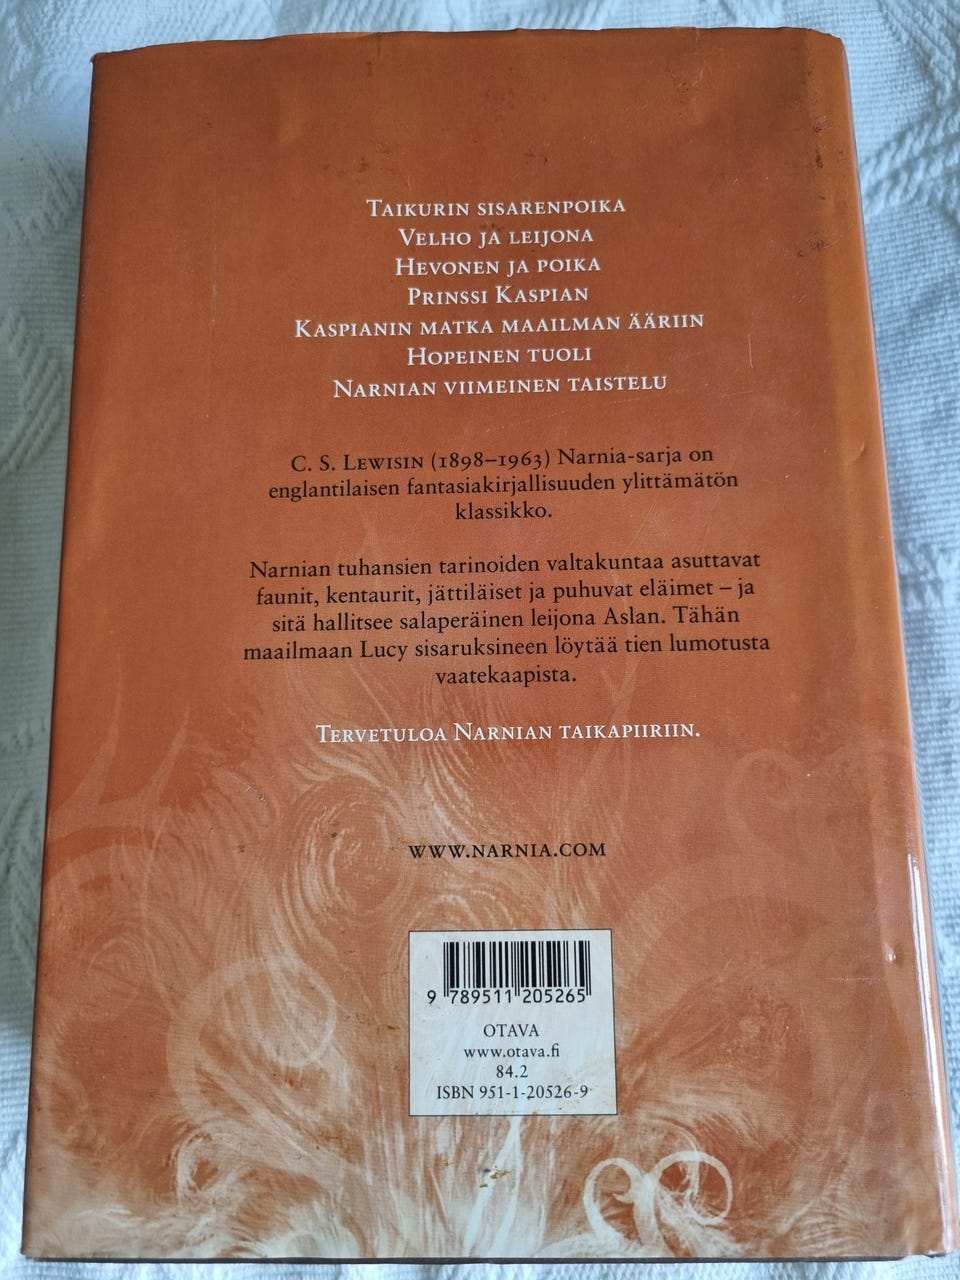 Taikurin sisarenpoika
Velho ja leijona
Hevonen ja poika
Prinssi Kaspian
Kaspianin matka maailman ääriin
Hopeinen tuoli
Narnian viimeinen taistelu
C. S. Lewisin (1898–1963) Narnia-sarja on
englantilaisen fantasiakirjallisuuden ylittämätön
klassikko.
Narnian tuhansien tarinoiden valtakuntaa asuttavat
faunit, kentaurit, jättiläiset ja puhuvat eläimet – ja
sitä hallitsee salaperäinen leijona Aslan. Tähän
maailmaan Lucy sisaruksineen löytää tien lumotusta
vaatekaapista.
Tervetuloa Narnian taikapiiriin.
www.narnia.com
9 789511 205265
OTAVA
www.otava.fi
84.2
ISBN 951-1-20526-9